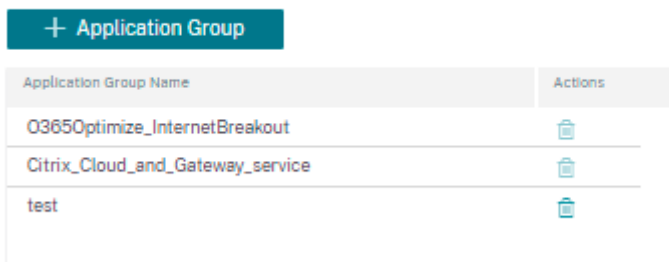 + Application Group
Application Group Name Actions
O365Optimize_InternetBreakout
Citrix_Cloud_and_Gateway_service
test